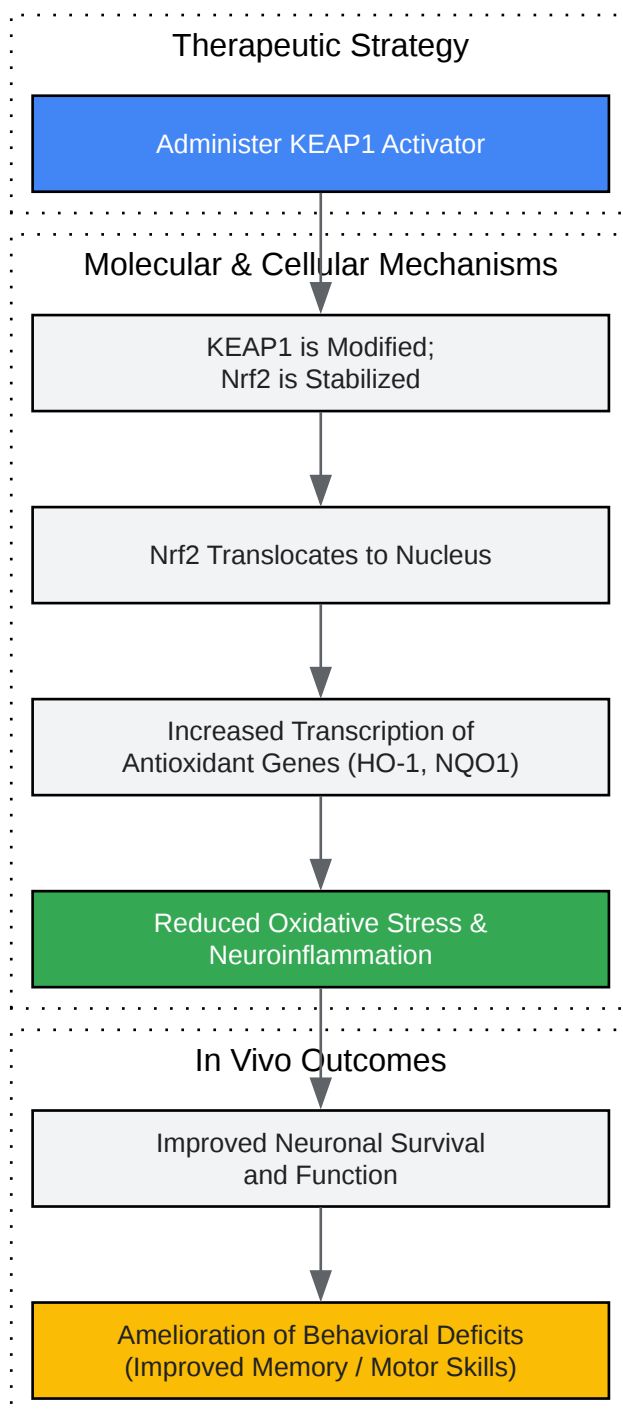 Therapeutic Strategy
Administer KEAP1 Activator
Molecular & Cellular Mechanisms
KEAP1 is Modified;
Nrf2 is Stabilized
Nrf2 Translocates to Nucleus
Increased Transcription of
Antioxidant Genes (HO-1, NQO1)
Reduced Oxidative Stress &
Neuroinflammation
In Vivo Outcomes
Improved Neuronal Survival
and Function
Amelioration of Behavioral Deficits
(Improved Memory / Motor Skills)